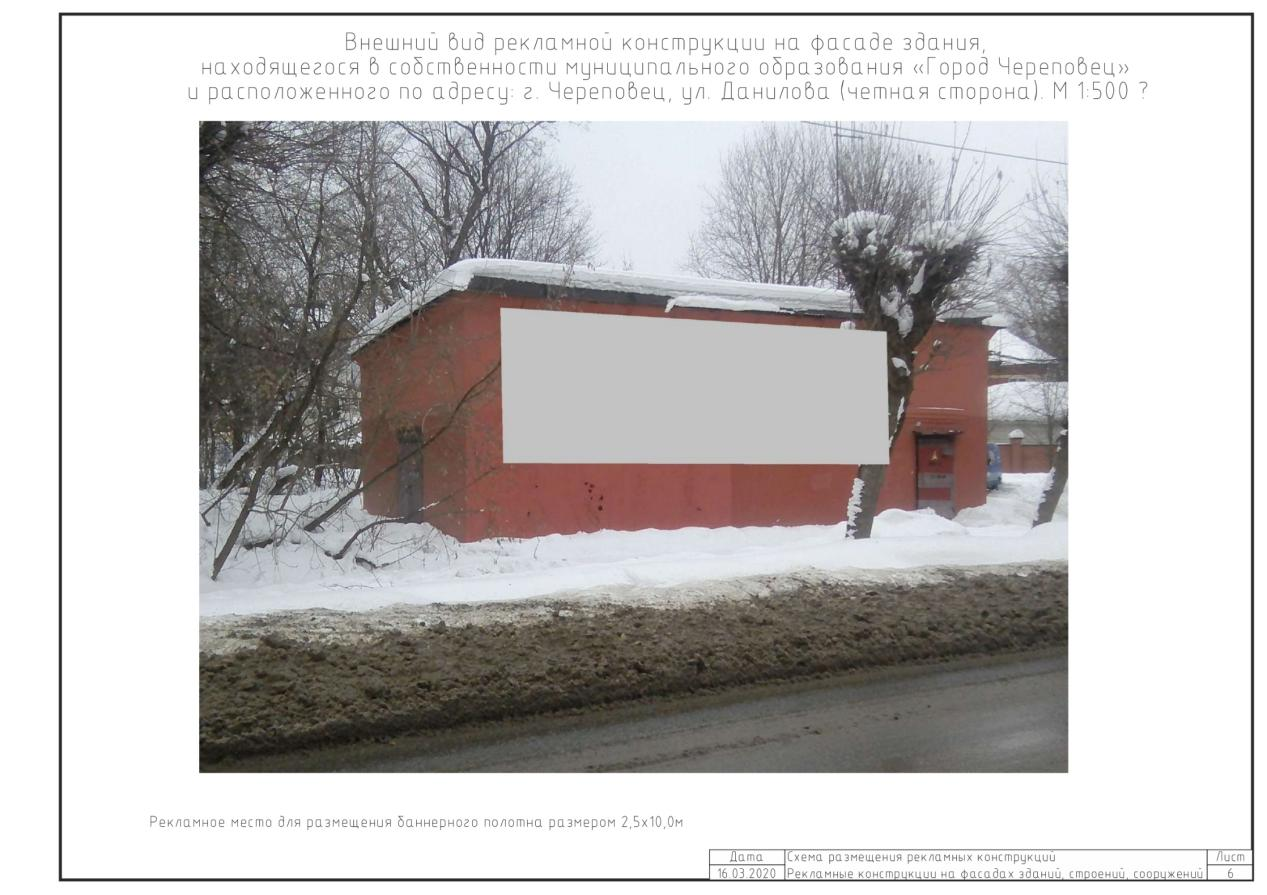 Внешний вид рекламной конструкции на фасаде здания,
находящегося в собственности муниципального образования «Город Череповец»
и расположенного по адресу: г. Череповец, ул. Данилова (четная сторона). М 1:500 ?
Рекламное место для размещения баннерного полотна размером 2,5х10,0м
Дата Схема размещения рекламных конструкций Лист
16.03.2020 Рекламные конструкции на фасадах зданий, строений, сооружений 6